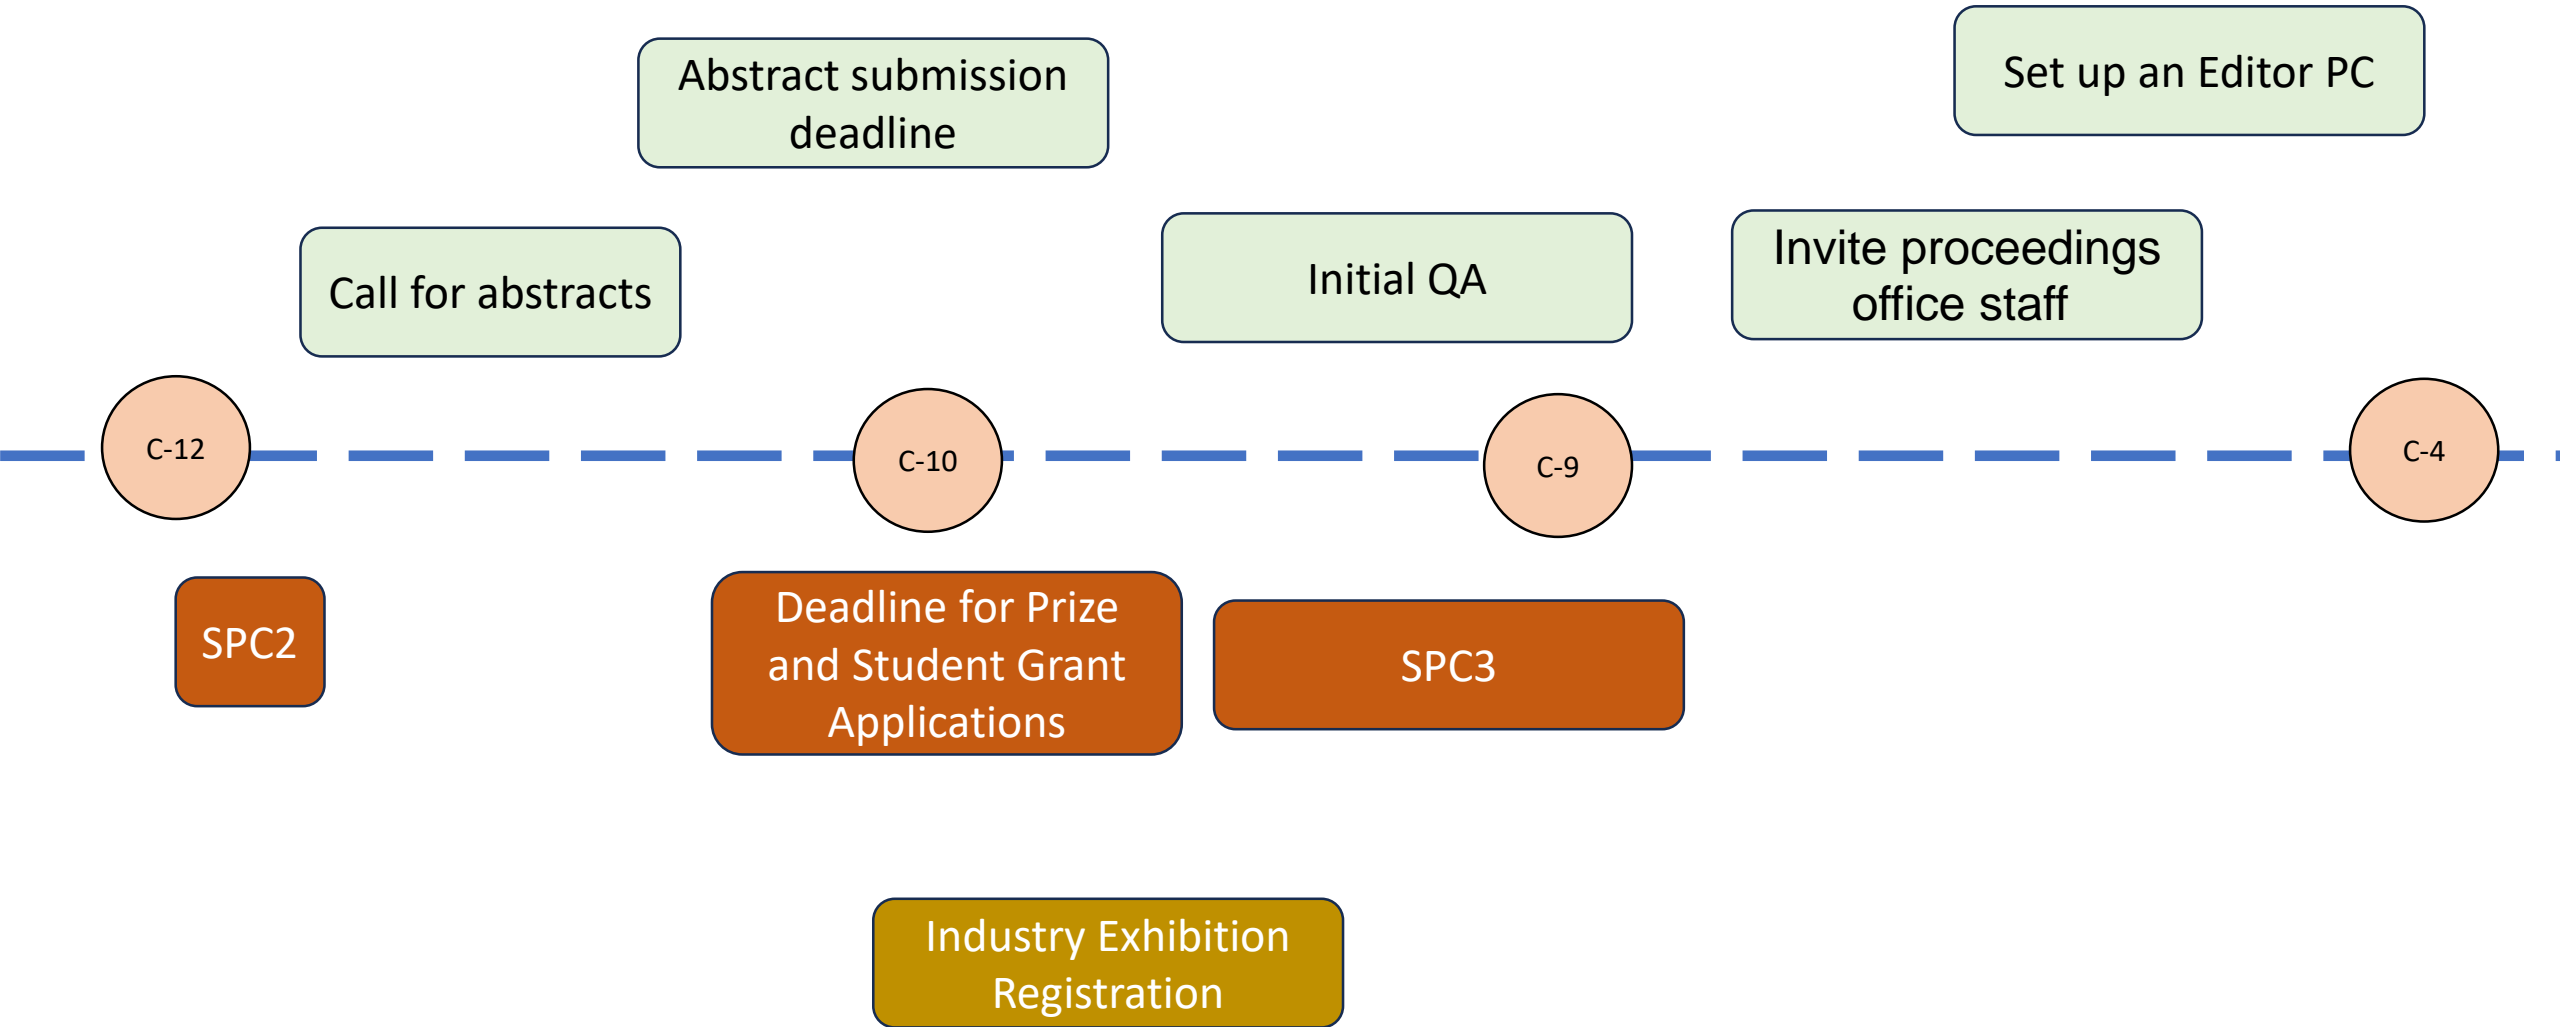 Abstract submission
deadline
Set up an Editor PC
Call for abstracts
Initial QA
Invite proceedings
office staff
C-12
C-10
C-9
C-4
SPC2
Deadline for Prize
and Student Grant
Applications
SPC3
Industry Exhibition
Registration